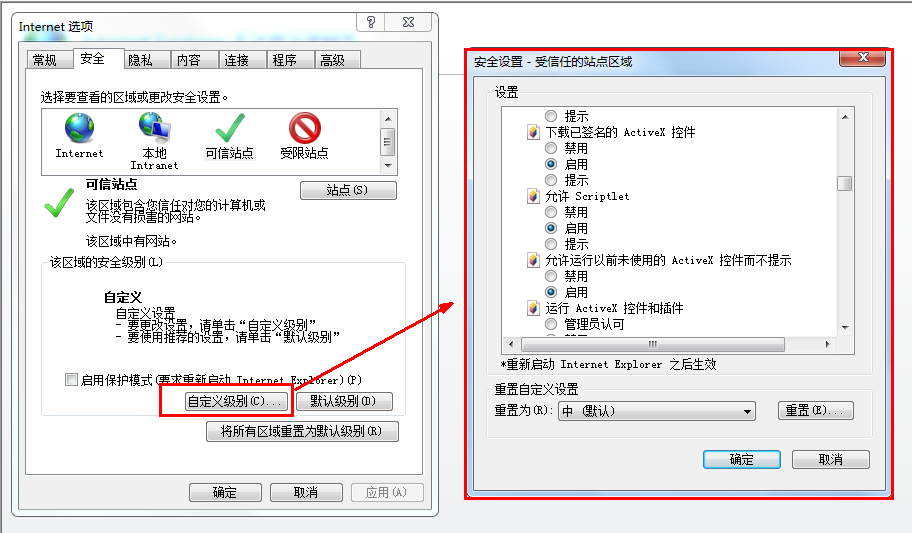 Internet 选项
常规 安全 隐私 内容 连接 程序 高级
选择要查看的区域或更改安全设置。
Internet
本地
Intranet
可信站点
受限站点
可信站点
站点(S)
该区域包含您信任对您的计算机或
文件没有损害的网站。
该区域中有网站。
该区域的安全级别(L)
自定义
自定义设置
- 要更改设置，请单击“自定义级别”
- 要使用推荐的设置，请单击“默认级别”
启用保护模式(要求重新启动 Internet Explorer)(P)
自定义级别(C)... 默认级别(D)
将所有区域重置为默认级别(R)
确定 取消 应用(A)
安全设置 - 受信任的站点区域
设置
提示
下载已签名的 ActiveX 控件
禁用
启用
提示
允许 Scriptlet
禁用
启用
提示
允许运行以前未使用的 ActiveX 控件而不提示
禁用
启用
运行 ActiveX 控件和插件
管理员认可
*重新启动 Internet Explorer 之后生效
重置自定义设置
重置为(R): 中 (默认) 重置(E)...
确定 取消